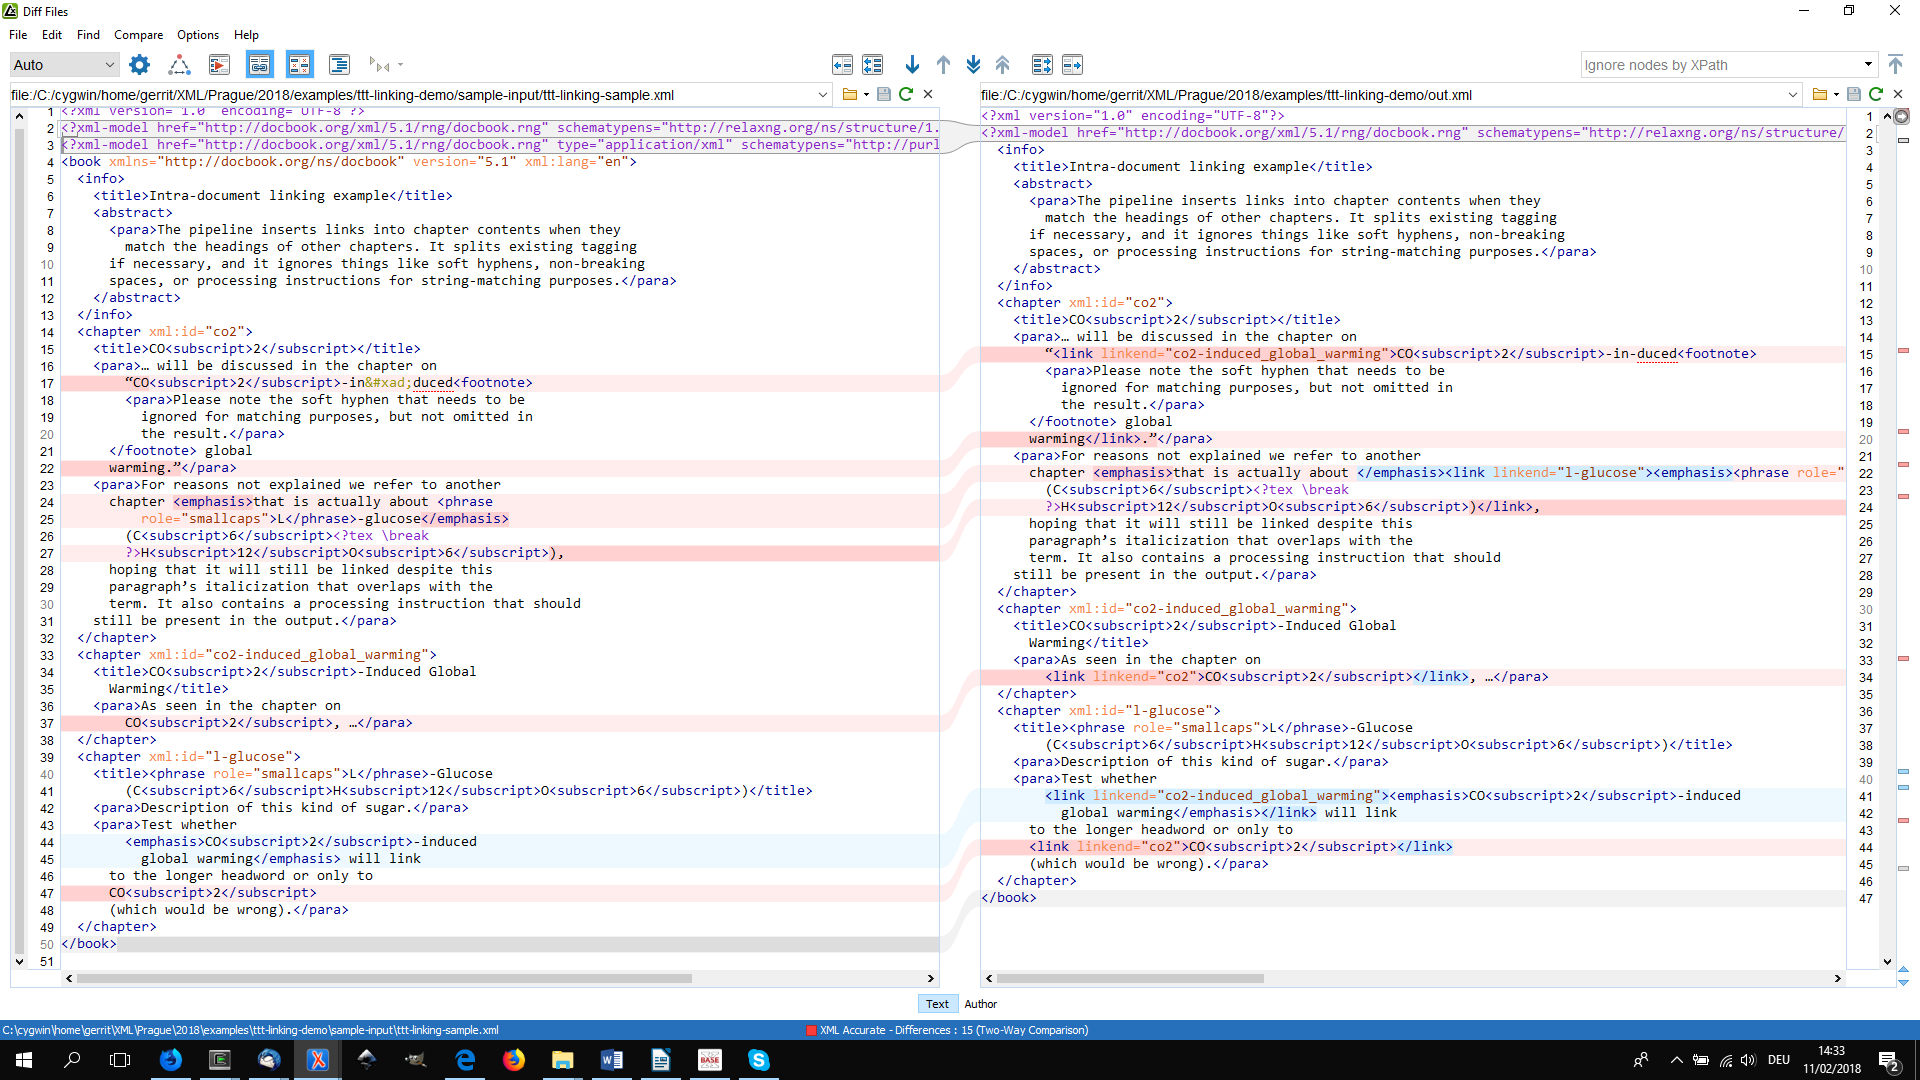 Diff Files
File Edit Find Compare Options Help
Auto
Ignore nodes by XPath
file:/C:/cygwin/home/gerrit/XML/Prague/2018/examples/ttt-linking-demo/sample-input/ttt-linking-sample.xml
1 <?xml version="1.0" encoding="UTF-8"?>
2 <?xml-model href="http://docbook.org/xml/5.1/rng/docbook.rng" schematypens="http://relaxng.org/ns/structure/1.
3 <?xml-model href="http://docbook.org/xml/5.1/rng/docbook.rng" type="application/xml" schematypens="http://purl
4 <book xmlns="http://docbook.org/ns/docbook" version="5.1" xml:lang="en">
5 <info>
6 <title>Intra-document linking example</title>
7 <abstract>
8 <para>The pipeline inserts links into chapter contents when they
9 match the headings of other chapters. It splits existing tagging
10 if necessary, and it ignores things like soft hyphens, non-breaking
11 spaces, or processing instructions for string-matching purposes.</para>
12 </abstract>
13 </info>
14 <chapter xml:id="co2">
15 <title>CO<subscript>2</subscript></title>
16 <para>… will be discussed in the chapter on
17 “CO<subscript>2</subscript>-in&#xad;duced<footnote>
18 <para>Please note the soft hyphen that needs to be
19 ignored for matching purposes, but not omitted in
20 the result.</para>
21 </footnote> global
22 warming.”</para>
23 <para>For reasons not explained we refer to another
24 chapter <emphasis>that is actually about <phrase
25 role="smallcaps">L</phrase>-glucose</emphasis>
26 (C<subscript>6</subscript><?tex \break
27 ?>H<subscript>12</subscript>O<subscript>6</subscript>),
28 hoping that it will still be linked despite this
29 paragraph’s italicization that overlaps with the
30 term. It also contains a processing instruction that should
31 still be present in the output.</para>
32 </chapter>
33 <chapter xml:id="co2-induced_global_warming">
34 <title>CO<subscript>2</subscript>-Induced Global
35 Warming</title>
36 <para>As seen in the chapter on
37 CO<subscript>2</subscript>, …</para>
38 </chapter>
39 <chapter xml:id="l-glucose">
40 <title><phrase role="smallcaps">L</phrase>-Glucose
41 (C<subscript>6</subscript>H<subscript>12</subscript>O<subscript>6</subscript>)</title>
42 <para>Description of this kind of sugar.</para>
43 <para>Test whether
44 <emphasis>CO<subscript>2</subscript>-induced
45 global warming</emphasis> will link
46 to the longer headword or only to
47 CO<subscript>2</subscript>
48 (which would be wrong).</para>
49 </chapter>
50 </book>
51
file:/C:/cygwin/home/gerrit/XML/Prague/2018/examples/ttt-linking-demo/out.xml
<?xml version="1.0" encoding="UTF-8"?> 1
<?xml-model href="http://docbook.org/xml/5.1/rng/docbook.rng" schematypens="http://relaxng.org/ns/structure/ 2
<info> 3
<title>Intra-document linking example</title> 4
<abstract> 5
<para>The pipeline inserts links into chapter contents when they 6
match the headings of other chapters. It splits existing tagging 7
if necessary, and it ignores things like soft hyphens, non-breaking 8
spaces, or processing instructions for string-matching purposes.</para> 9
</abstract> 10
</info> 11
<chapter xml:id="co2"> 12
<title>CO<subscript>2</subscript></title> 13
<para>… will be discussed in the chapter on 14
“<link linkend="co2-induced_global_warming">CO<subscript>2</subscript>-in-duced<footnote> 15
<para>Please note the soft hyphen that needs to be 16
ignored for matching purposes, but not omitted in 17
the result.</para> 18
</footnote> global 19
warming</link>.”</para> 20
<para>For reasons not explained we refer to another 21
chapter <emphasis>that is actually about </emphasis><link linkend="l-glucose"><emphasis><phrase role=" 22
(C<subscript>6</subscript><?tex \break 23
?>H<subscript>12</subscript>O<subscript>6</subscript>)</link>, 24
hoping that it will still be linked despite this 25
paragraph’s italicization that overlaps with the 26
term. It also contains a processing instruction that should 27
still be present in the output.</para> 28
</chapter> 29
<chapter xml:id="co2-induced_global_warming"> 30
<title>CO<subscript>2</subscript>-Induced Global 31
Warming</title> 32
<para>As seen in the chapter on 33
<link linkend="co2">CO<subscript>2</subscript></link>, …</para> 34
</chapter> 35
<chapter xml:id="l-glucose"> 36
<title><phrase role="smallcaps">L</phrase>-Glucose 37
(C<subscript>6</subscript>H<subscript>12</subscript>O<subscript>6</subscript>)</title> 38
<para>Description of this kind of sugar.</para> 39
<para>Test whether 40
<link linkend="co2-induced_global_warming"><emphasis>CO<subscript>2</subscript>-induced 41
global warming</emphasis></link> will link 42
to the longer headword or only to 43
<link linkend="co2">CO<subscript>2</subscript></link> 44
(which would be wrong).</para> 45
</chapter> 46
</book> 47
Text Author
C:\cygwin\home\gerrit\XML\Prague\2018\examples\ttt-linking-demo\sample-input\ttt-linking-sample.xml
XML Accurate - Differences : 15 (Two-Way Comparison)
BASE
DEU
14:33
11/02/2018
2